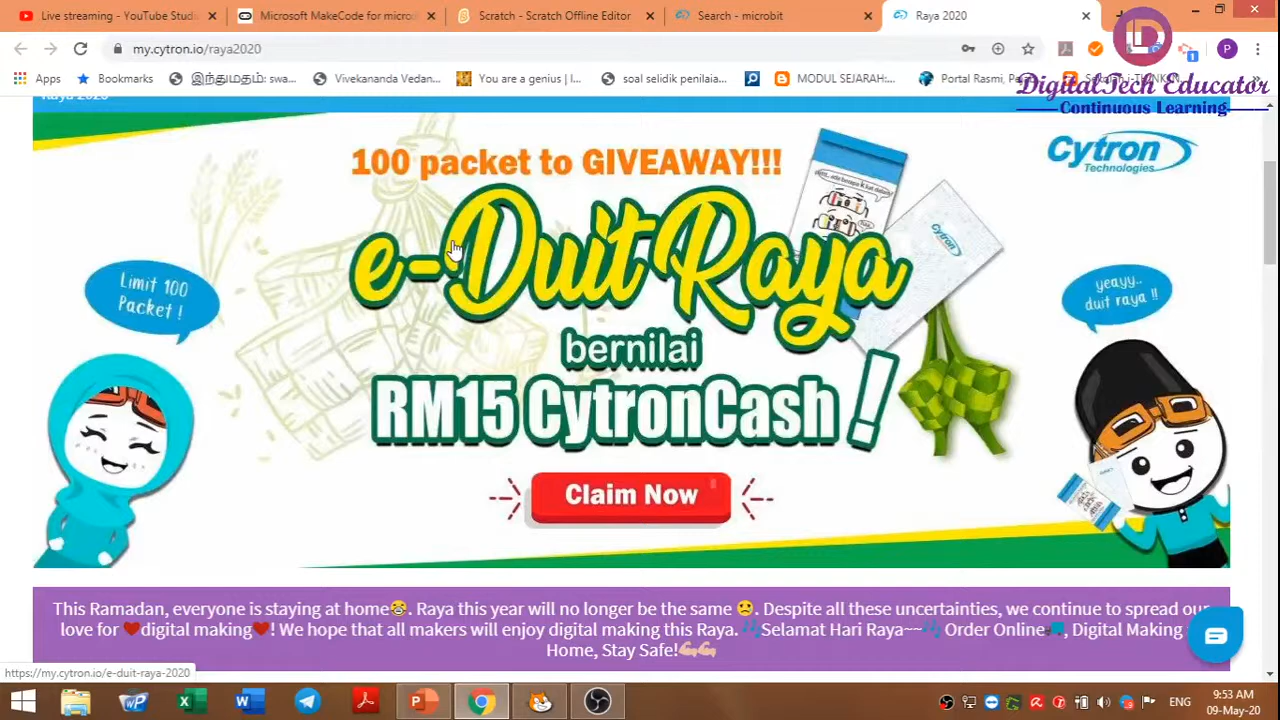 Live streaming - YouTube Studi
Microsoft MakeCode for micro:
Scratch - Scratch Offline Editor
Search - microbit
Raya 2020
my.cytron.io/raya2020
P
Apps
Bookmarks
இந்துமதம்: swa...
Vivekananda Vedan...
You are a genius | I...
soal selidik penilaia...
MODUL SEJARAH:...
Portal Rasmi,
DigitalTech Educator
Continuous Learning
Raya 2020
100 packet to GIVEAWAY!!!
Cytron
Technologies
e-Duit Raya
Cytron
Limit 100
Packet !
yeayy..
duit raya !!
bernilai
RM15 CytronCash!
Claim Now
This Ramadan, everyone is staying at home😭. Raya this year will no longer be the same 😢. Despite all these uncertainties, we continue to spread our
love for ❤digital making❤! We hope that all makers will enjoy digital making this Raya. 🎶Selamat Hari Raya~~🎶 Order Online🚚, Digital Making
Home, Stay Safe!💪💪
https://my.cytron.io/e-duit-raya-2020
ENG
9:53 AM
09-May-20